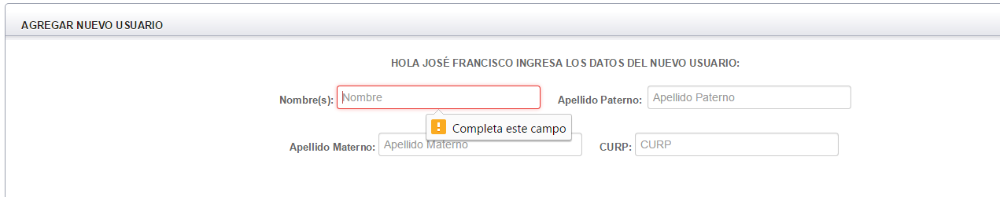 AGREGAR NUEVO USUARIO
HOLA JOSÉ FRANCISCO INGRESA LOS DATOS DEL NUEVO USUARIO:
Nombre(s): Nombre Apellido Paterno: Apellido Paterno
Completa este campo
Apellido Materno: Apellido Materno CURP: CURP